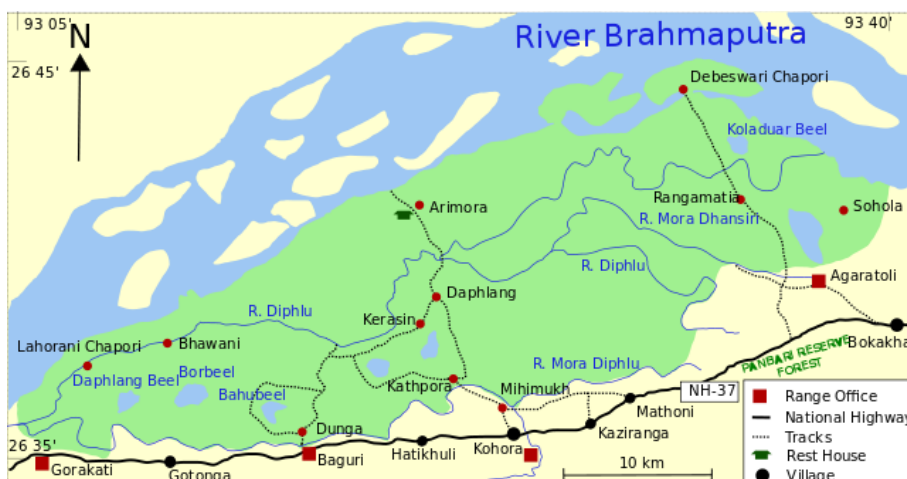 93 05'
93 40'
N
River Brahmaputra
26 45'
Debeswari Chapori
Koladuar Beel
Rangamatia
Arimora
Sohola
R. Mora Dhansiri
R. Diphlu
Agaratoli
Daphlang
R. Diphlu
Kerasin
Bokakha
Lahorani Chapori
Bhawani
PANBARI RESERVE
FOREST
R. Mora Diphlu
Daphlang Beel
Borbeel
Kathpora
Bahubeel
Mihimukh
NH-37
Range Office
Mathoni
National Highway
Dunga
Kaziranga
Tracks
26 35'
Hatikhuli
Kohora
Baguri
Rest House
Gorakati
Gotonga
10 km
Village